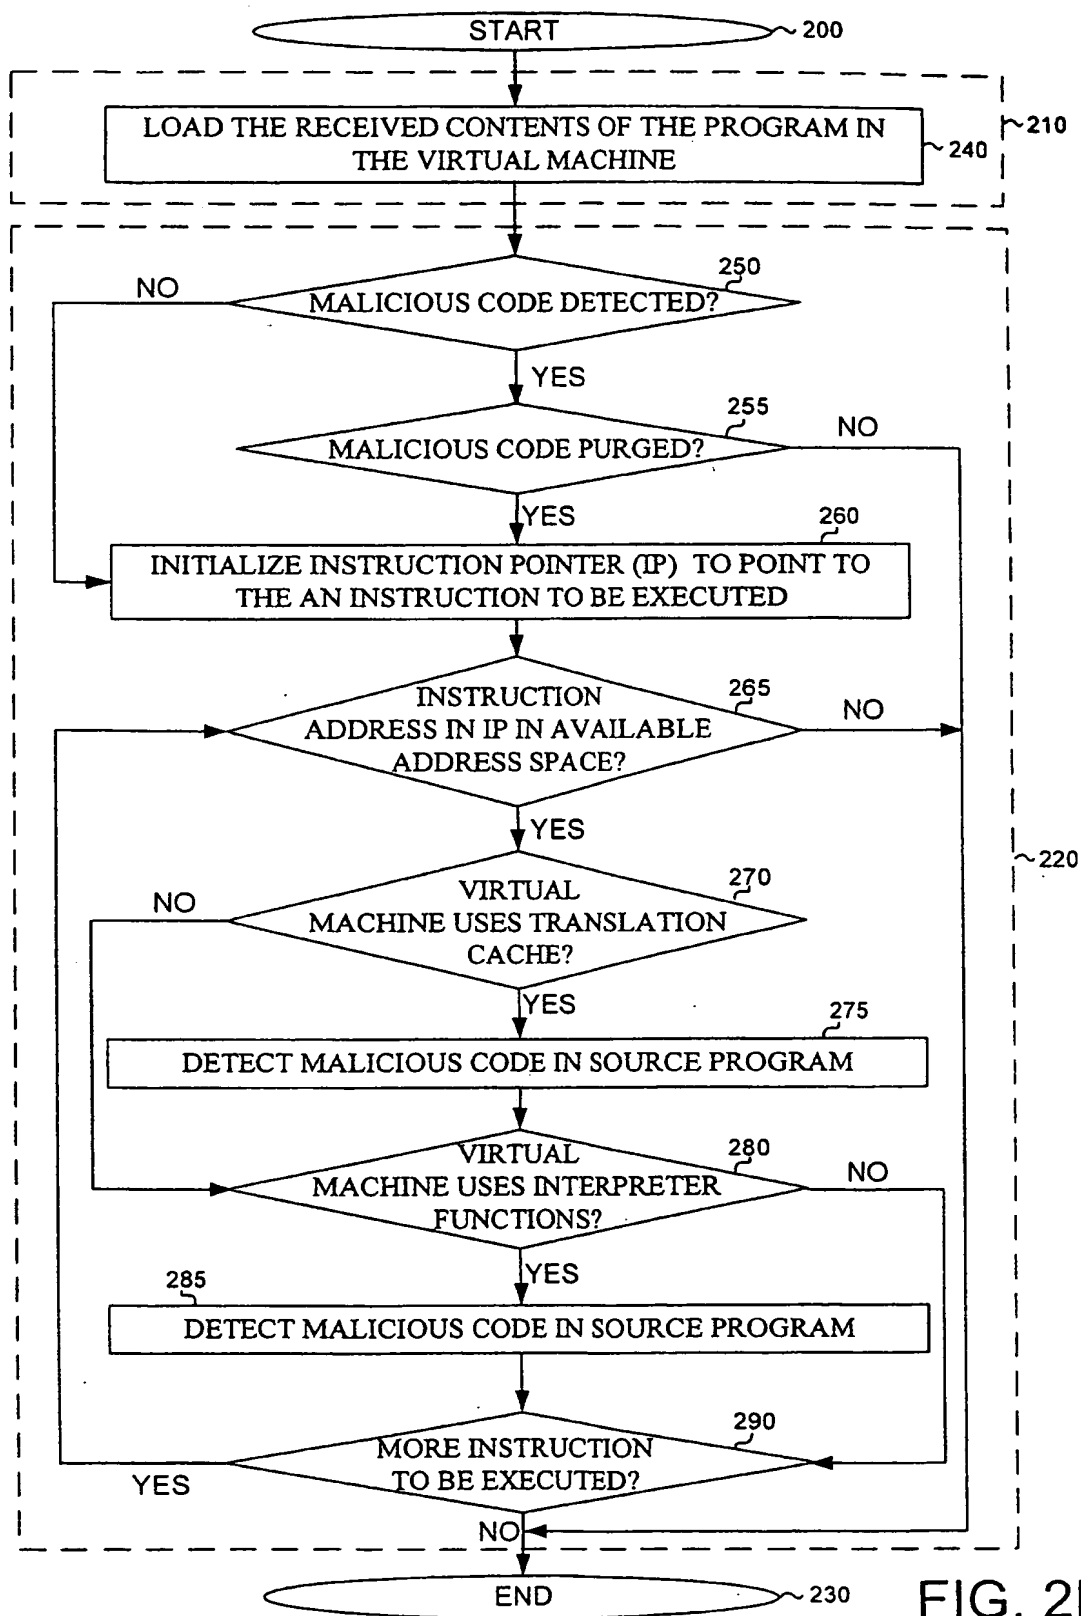 START
200
LOAD THE RECEIVED CONTENTS OF THE PROGRAM IN
THE VIRTUAL MACHINE
240
210
250
NO
MALICIOUS CODE DETECTED?
YES
255
NO
MALICIOUS CODE PURGED?
YES
260
INITIALIZE INSTRUCTION POINTER (IP) TO POINT TO
THE AN INSTRUCTION TO BE EXECUTED
INSTRUCTION
ADDRESS IN IP IN AVAILABLE
ADDRESS SPACE?
265
NO
YES
220
VIRTUAL
MACHINE USES TRANSLATION
CACHE?
270
NO
YES
275
DETECT MALICIOUS CODE IN SOURCE PROGRAM
VIRTUAL
MACHINE USES INTERPRETER
FUNCTIONS?
280
NO
YES
285
DETECT MALICIOUS CODE IN SOURCE PROGRAM
290
MORE INSTRUCTION
TO BE EXECUTED?
YES
NO
END
230